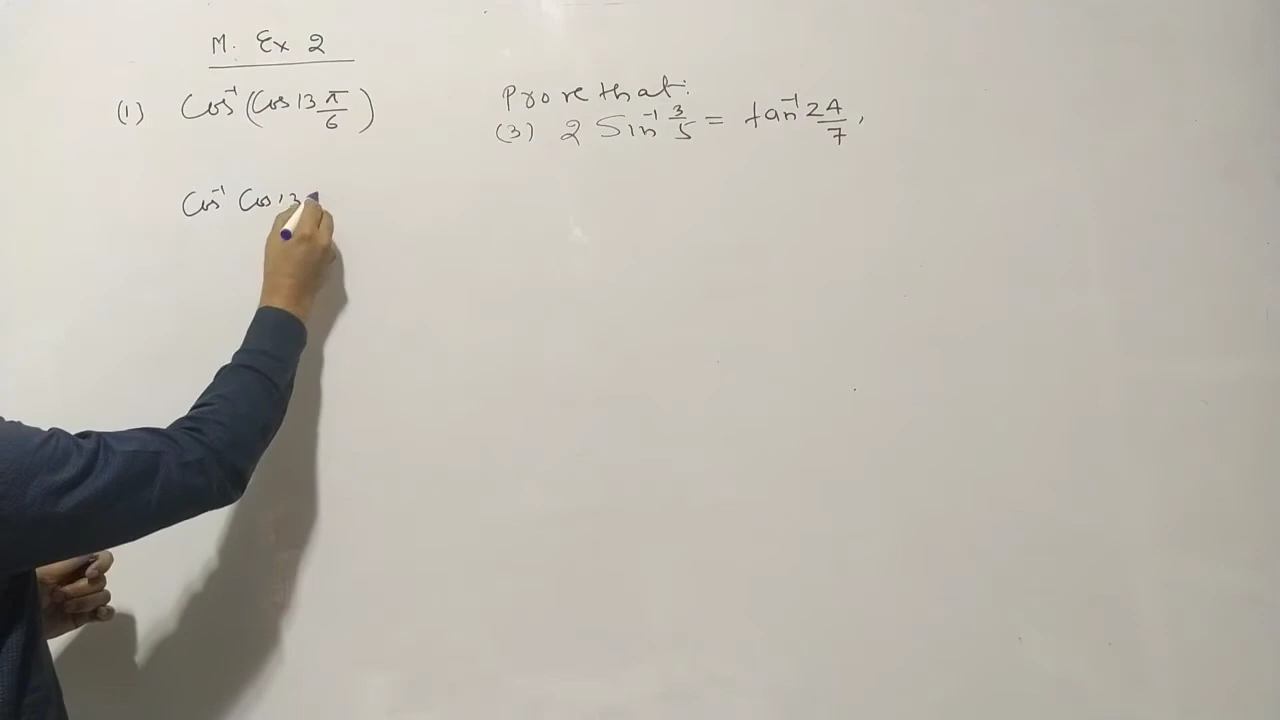 M. Ex 2
(1) Cos⁻¹(Cos 13 π/6)
Cos⁻¹ Cos 13
Prove that:
(3) 2 Sin⁻¹ 3/5 = tan⁻¹ 24/7,